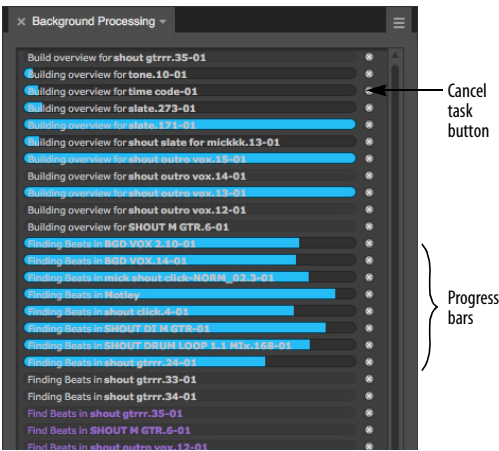 Background Processing
Build overview for shout gtrrr.35-01
Building overview for tone.10-01
Building overview for time code-01
Building overview for slate.273-01
Building overview for slate.171-01
Building overview for shout slate for mickkk.13-01
Building overview for shout outro vox.15-01
Building overview for shout outro vox.14-01
Building overview for shout outro vox.13-01
Building overview for shout outro vox.12-01
Building overview for SHOUT M GTR.6-01
Finding Beats in BGD VOX 2.10-01
Finding Beats in BGD VOX.14-01
Finding Beats in mick shout click-NORM_02.3-01
Finding Beats in Motley
Finding Beats in shout click.4-01
Finding Beats in SHOUT DI M GTR-01
Finding Beats in SHOUT DRUM LOOP 1.1 MIx.168-01
Finding Beats in shout gtrrr.24-01
Finding Beats in shout gtrrr.33-01
Finding Beats in shout gtrrr.34-01
Find Beats in shout gtrrr.35-01
Find Beats in SHOUT M GTR.6-01
Find Beats in shout outro vox.12-01
Cancel
task
button
Progress
bars